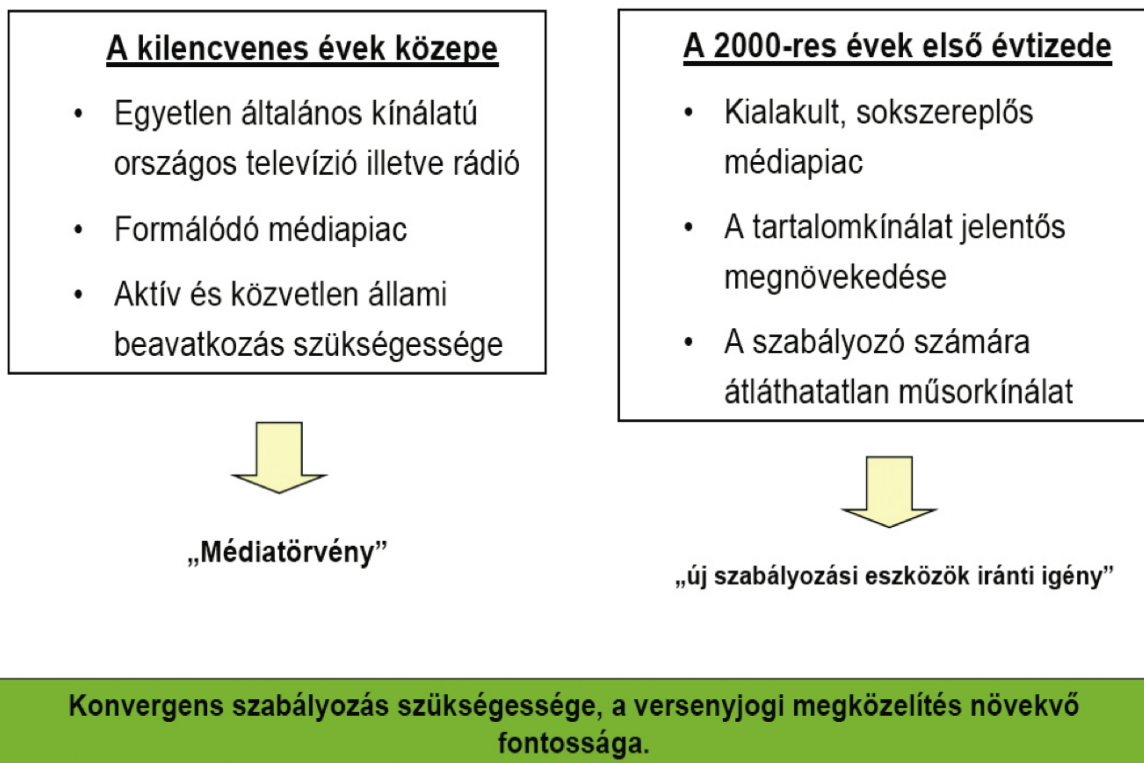 A kilencvenes évek közepe
• Egyetlen általános kínálatú
országos televízió illetve rádió
• Formálódó médiapiac
• Aktív és közvetlen állami
beavatkozás szükségessége
„Médiatörvény”
A 2000-res évek első évtizede
• Kialakult, sokszereplős
médiapiac
• A tartalomkínálat jelentős
megnövekedése
• A szabályozó számára
átláthatatlan műsorkínálat
„új szabályozási eszközök iránti igény”
Konvergens szabályozás szükségessége, a versenyjogi megközelítés növekvő
fontossága.